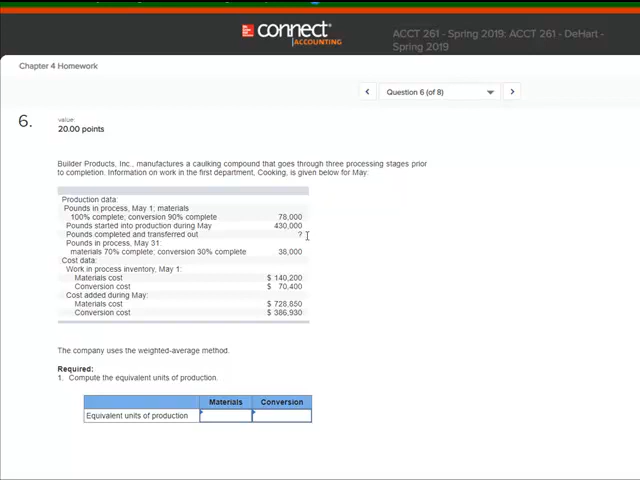 connect
ACCOUNTING
ACCT 261 - Spring 2019: ACCT 261 - DeHart -
Spring 2019
Chapter 4 Homework
Question 6 (of 8)
6.
value
20.00 points
Builder Products, Inc., manufactures a caulking compound that goes through three processing stages prior
to completion. Information on work in the first department, Cooking, is given below for May:
Production data:
Pounds in process, May 1; materials
100% complete; conversion 90% complete 78,000
Pounds started into production during May 430,000
Pounds completed and transferred out ?
Pounds in process, May 31:
materials 70% complete; conversion 30% complete 38,000
Cost data:
Work in process inventory, May 1:
Materials cost $ 140,200
Conversion cost $ 70,400
Cost added during May:
Materials cost $ 728,850
Conversion cost $ 386,930
The company uses the weighted-average method.
Required:
1. Compute the equivalent units of production.
Materials Conversion
Equivalent units of production